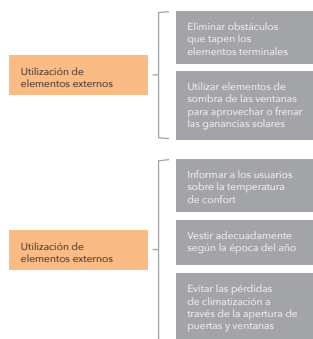 Utilización de
elementos externos
Eliminar obstáculos
que tapen los
elementos terminales
Utilizar elementos de
sombra de las ventanas
para aprovechar o frenar
las ganancias solares
Utilización de
elementos externos
Informar a los usuarios
sobre la temperatura
de confort
Vestir adecuadamente
según la época del año
Evitar las pérdidas
de climatización a
través de la apertura de
puertas y ventanas